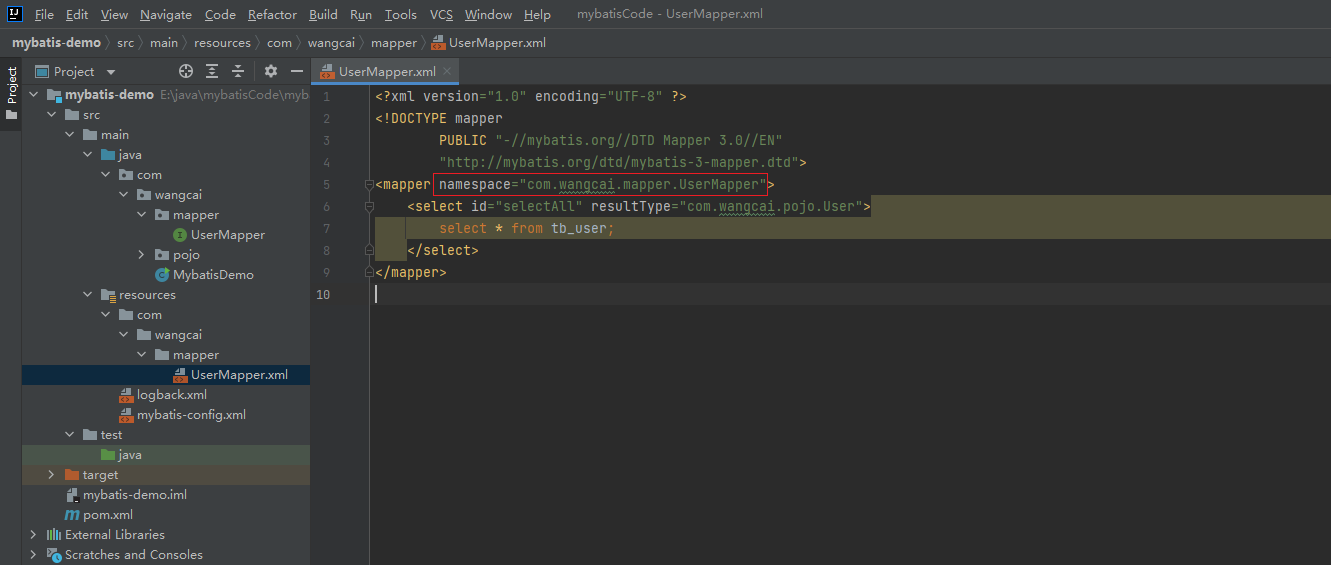 File Edit View Navigate Code Refactor Build Run Tools VCS Window Help mybatisCode - UserMapper.xml
mybatis-demo src main resources com wangcai mapper UserMapper.xml
Project
Project
mybatis-demo E:\java\mybatisCode\myb
src
main
java
com
wangcai
mapper
UserMapper
pojo
MybatisDemo
resources
com
wangcai
mapper
UserMapper.xml
logback.xml
mybatis-config.xml
test
java
target
mybatis-demo.iml
pom.xml
External Libraries
Scratches and Consoles
UserMapper.xml
1 <?xml version="1.0" encoding="UTF-8" ?>
2 <!DOCTYPE mapper
3 PUBLIC "-//mybatis.org//DTD Mapper 3.0//EN"
4 "http://mybatis.org/dtd/mybatis-3-mapper.dtd">
5 <mapper namespace="com.wangcai.mapper.UserMapper">
6 <select id="selectAll" resultType="com.wangcai.pojo.User">
7 select * from tb_user;
8 </select>
9 </mapper>
10